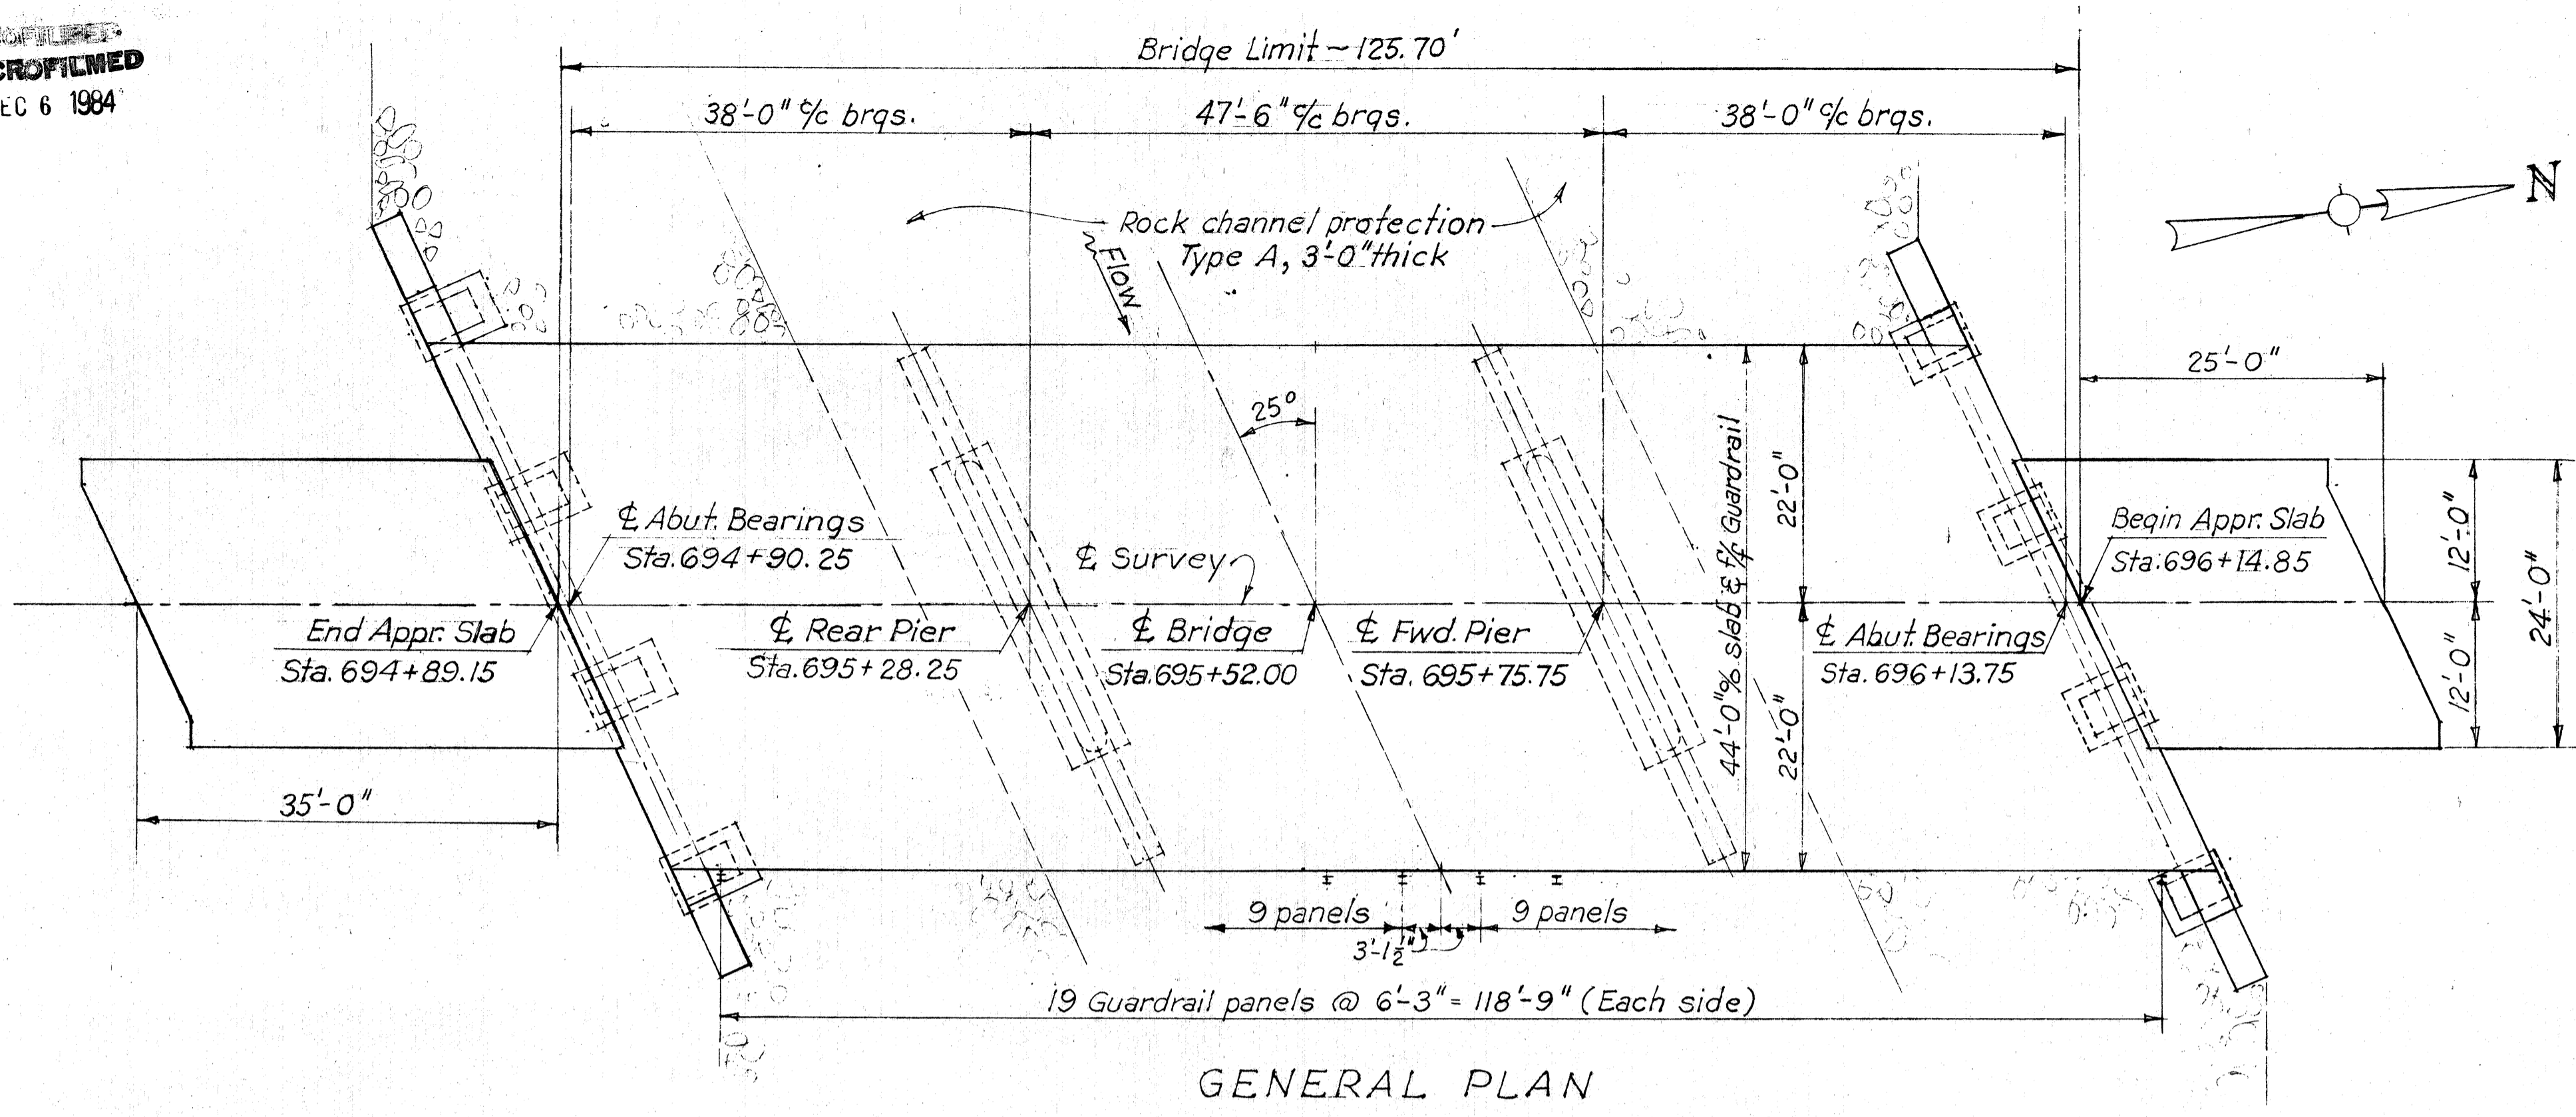 CROFILMED
EC 6 1984
Bridge Limit ~ 125.70'
38'-0" c/c brgs.
47'-6" c/c brgs.
38'-0" c/c brgs.
N
Rock channel protection
Type A, 3'-0" thick
Flow
25'-0"
25°
44'-0" o/o slab & f/f Guardrail
22'-0"
22'-0"
℄ Abut. Bearings
Sta. 694+90.25
℄ Survey
Begin Appr. Slab
Sta. 696+14.85
12'-0"
12'-0"
24'-0"
End Appr. Slab
Sta. 694+89.15
℄ Rear Pier
Sta. 695+28.25
℄ Bridge
Sta. 695+52.00
℄ Fwd. Pier
Sta. 695+75.75
℄ Abut. Bearings
Sta. 696+13.75
35'-0"
9 panels
9 panels
3'-1½"
19 Guardrail panels @ 6'-3" = 118'-9" (Each side)
GENERAL PLAN